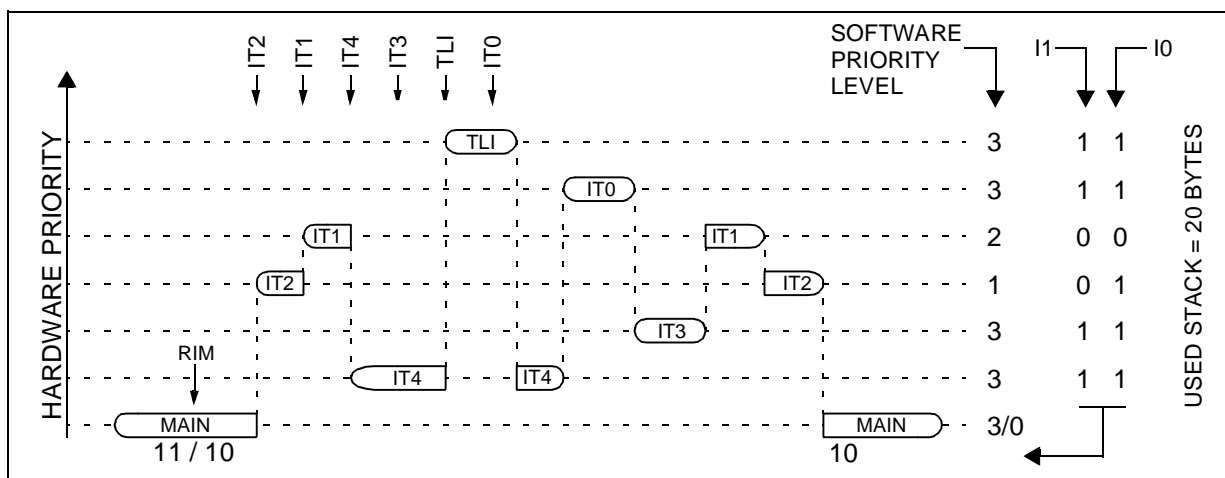 IT2
IT1
IT4
IT3
TLI
IT0
SOFTWARE
PRIORITY
LEVEL
I1
I0
HARDWARE PRIORITY
TLI
3
1 1
IT0
3
1 1
IT1
IT1
2
0 0
IT2
IT2
1
0 1
IT3
3
1 1
RIM
IT4
IT4
3
1 1
MAIN
MAIN
3/0
11 / 10
10
USED STACK = 20 BYTES